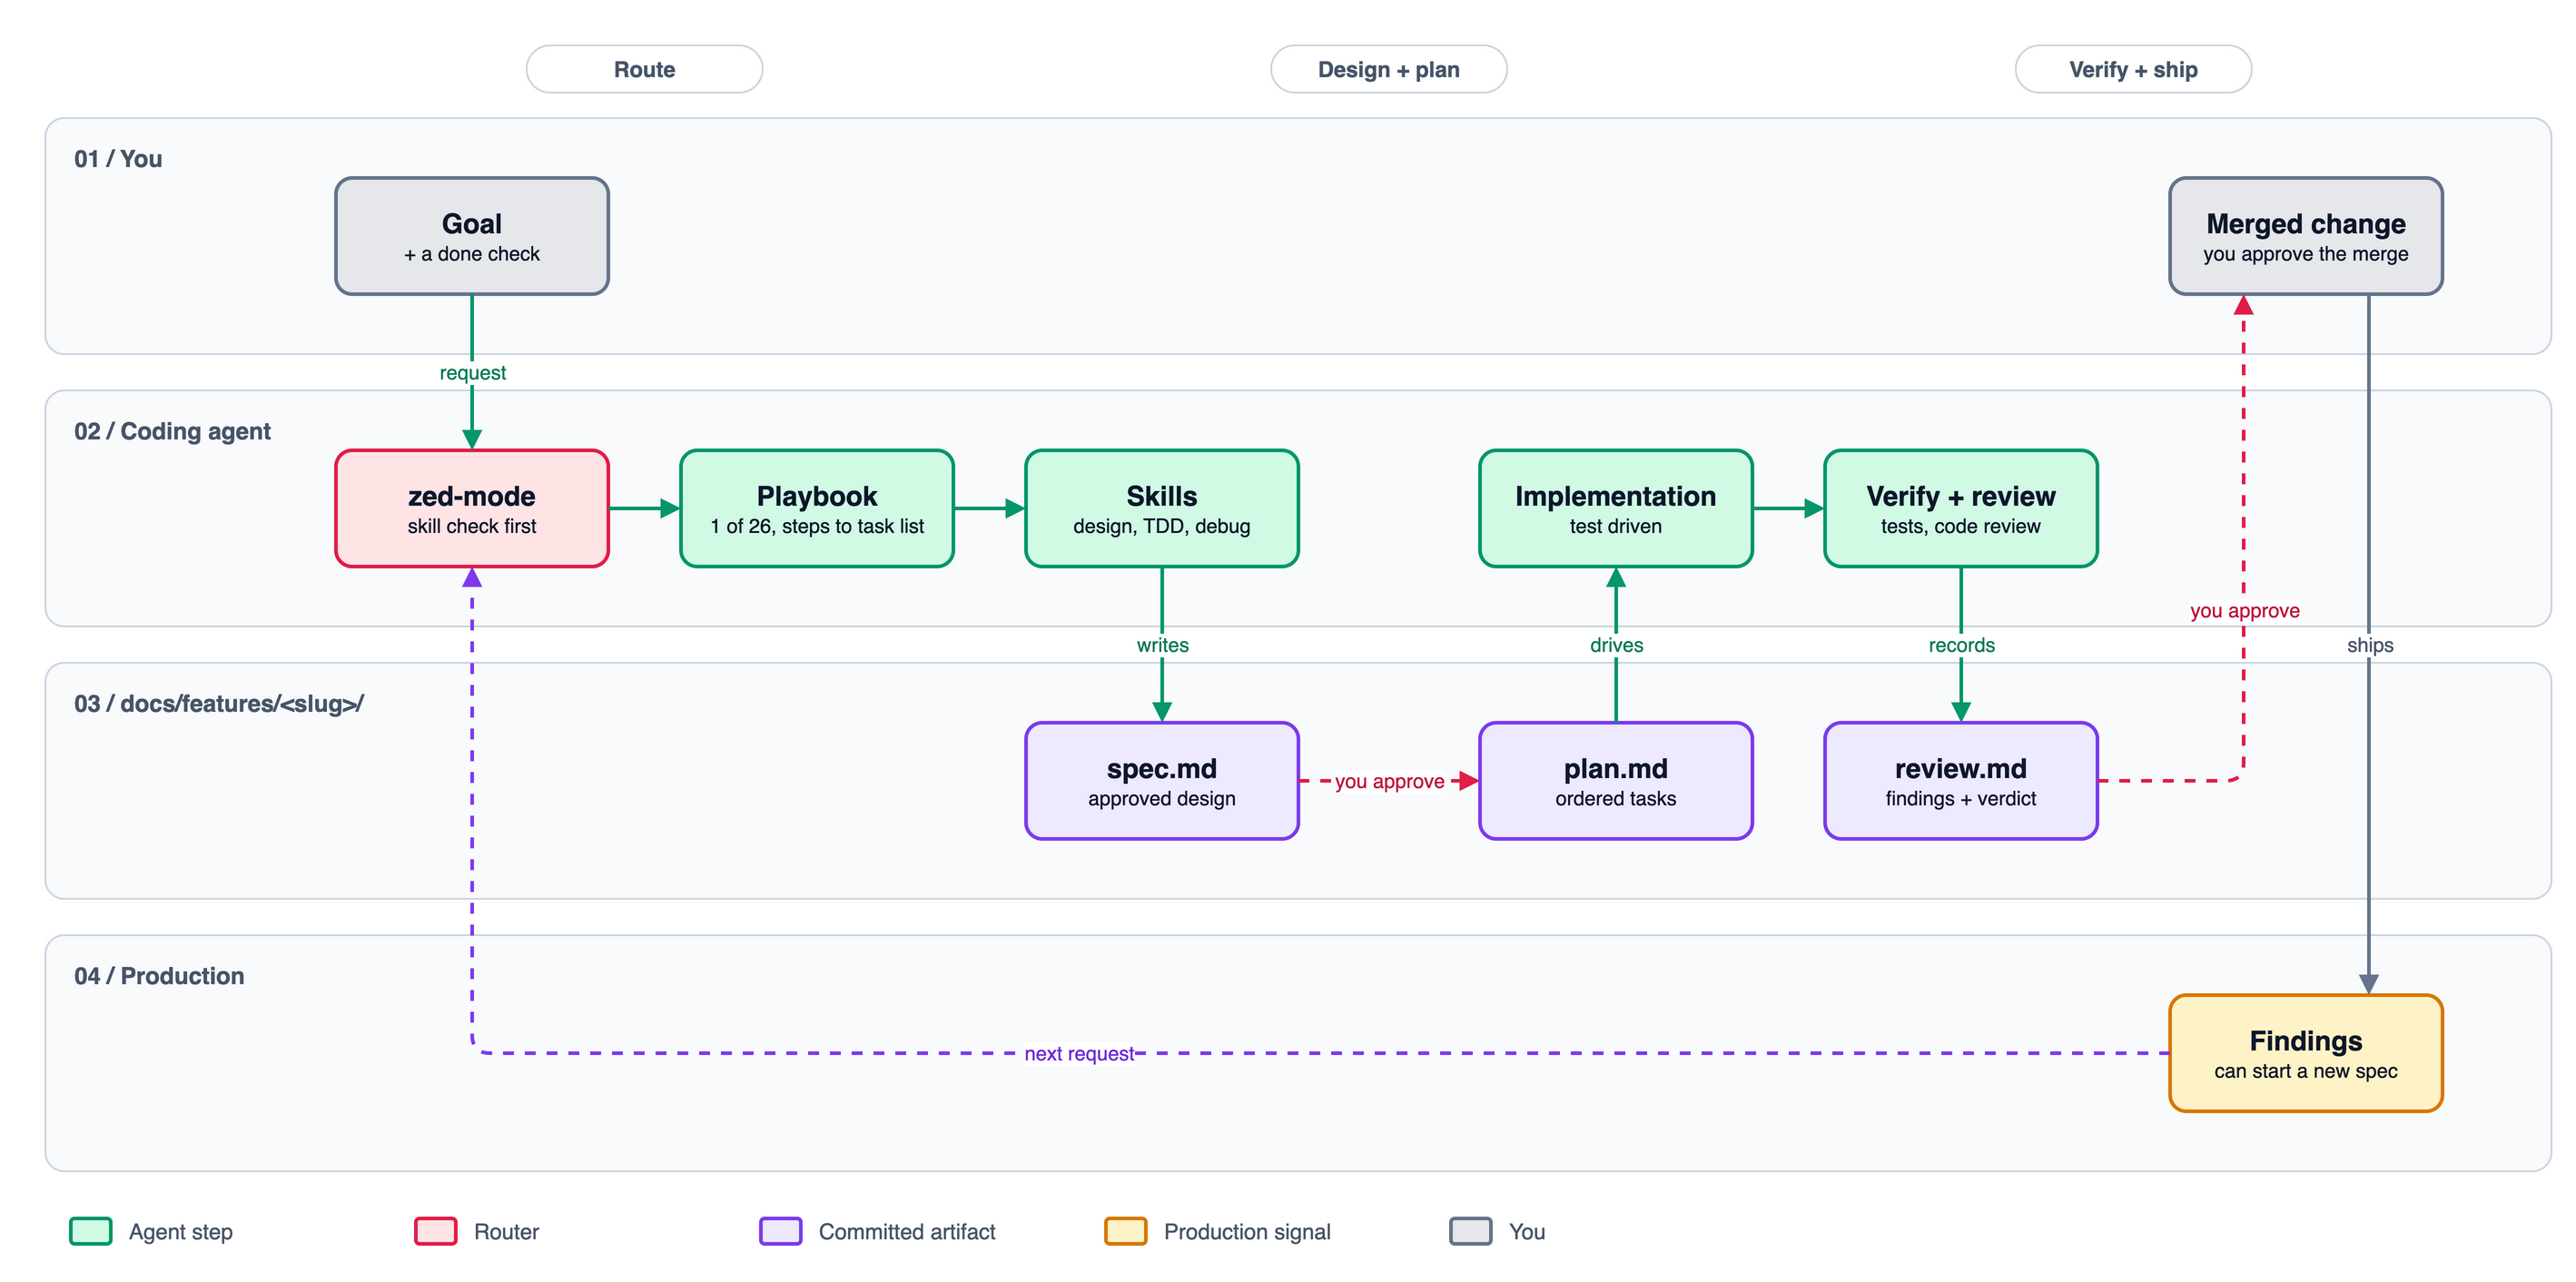 Route
Design + plan
Verify + ship
01 / You
Goal
+ a done check
Merged change
you approve the merge
request
02 / Coding agent
zed-mode
skill check first
Playbook
1 of 26, steps to task list
Skills
design, TDD, debug
Implementation
test driven
Verify + review
tests, code review
you approve
writes
drives
records
ships
03 / docs/features/<slug>/
spec.md
approved design
you approve
plan.md
ordered tasks
review.md
findings + verdict
04 / Production
next request
Findings
can start a new spec
Agent step
Router
Committed artifact
Production signal
You